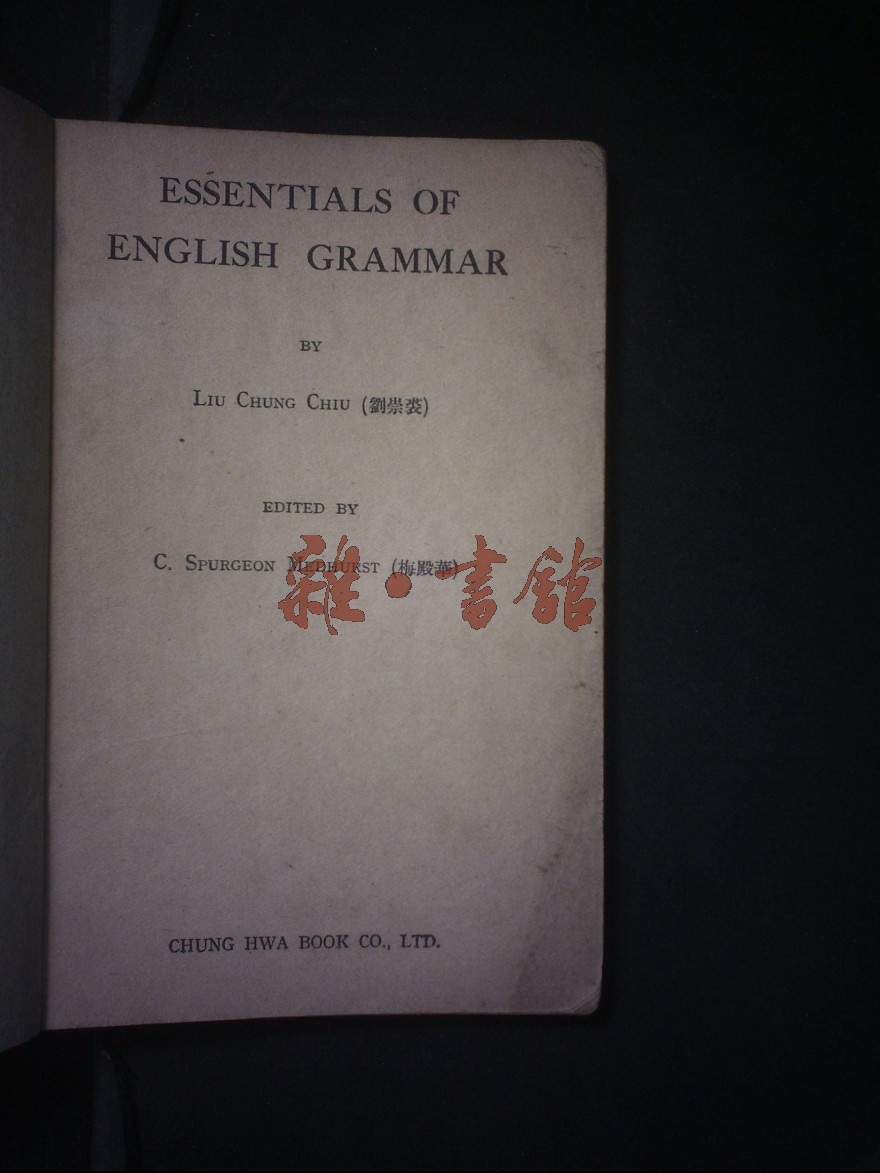 ESSENTIALS OF
ENGLISH GRAMMAR
BY
LIU CHUNG CHIU (劉崇裘)
EDITED BY
C. SPURGEON MEDHURST (梅殿華)
雜·書館
CHUNG HWA BOOK CO., LTD.